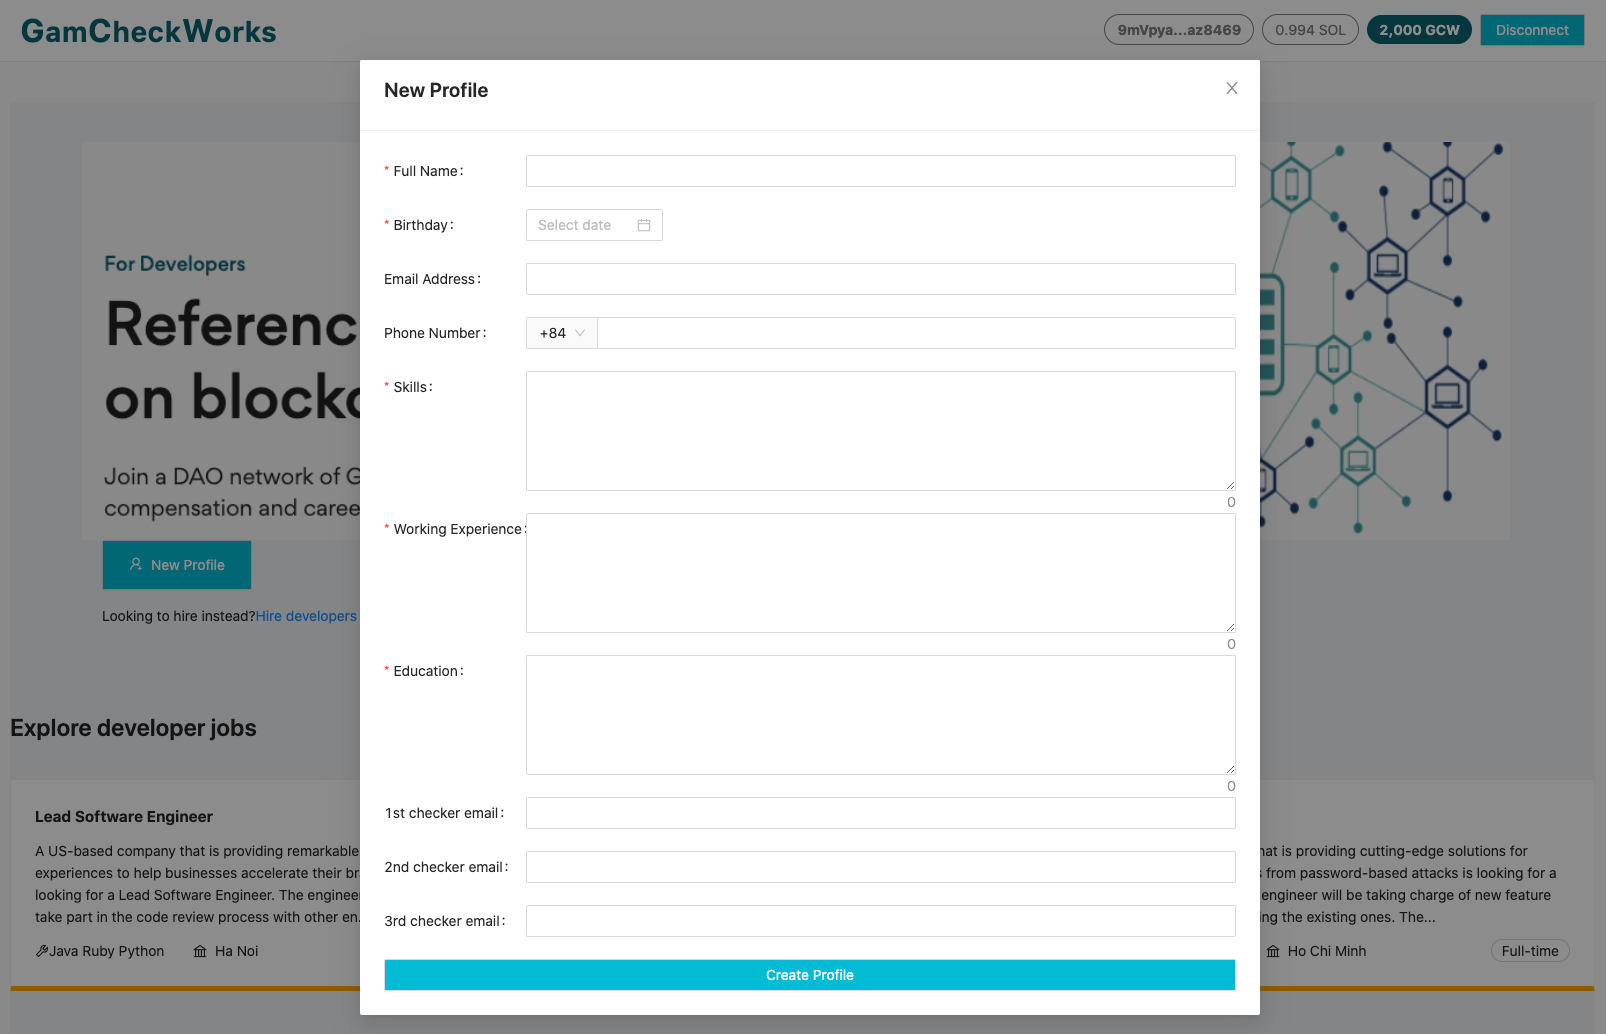 GamCheckWorks
9mVpya...az8469
0.994 SOL
2,000 GCW
Disconnect
New Profile
* Full Name:
* Birthday:
Select date
Email Address:
Phone Number:
+84
* Skills:
0
* Working Experience:
0
* Education:
0
1st checker email:
2nd checker email:
3rd checker email:
Create Profile
For Developers
Referenc
on blockc
Join a DAO network of G
compensation and caree
New Profile
Looking to hire instead?Hire developers
Explore developer jobs
Lead Software Engineer
A US-based company that is providing remarkable
experiences to help businesses accelerate their br
looking for a Lead Software Engineer. The enginee
take part in the code review process with other en.
Java Ruby Python
Ha Noi
hat is providing cutting-edge solutions for
s from password-based attacks is looking for a
engineer will be taking charge of new feature
ing the existing ones. The...
Ho Chi Minh
Full-time